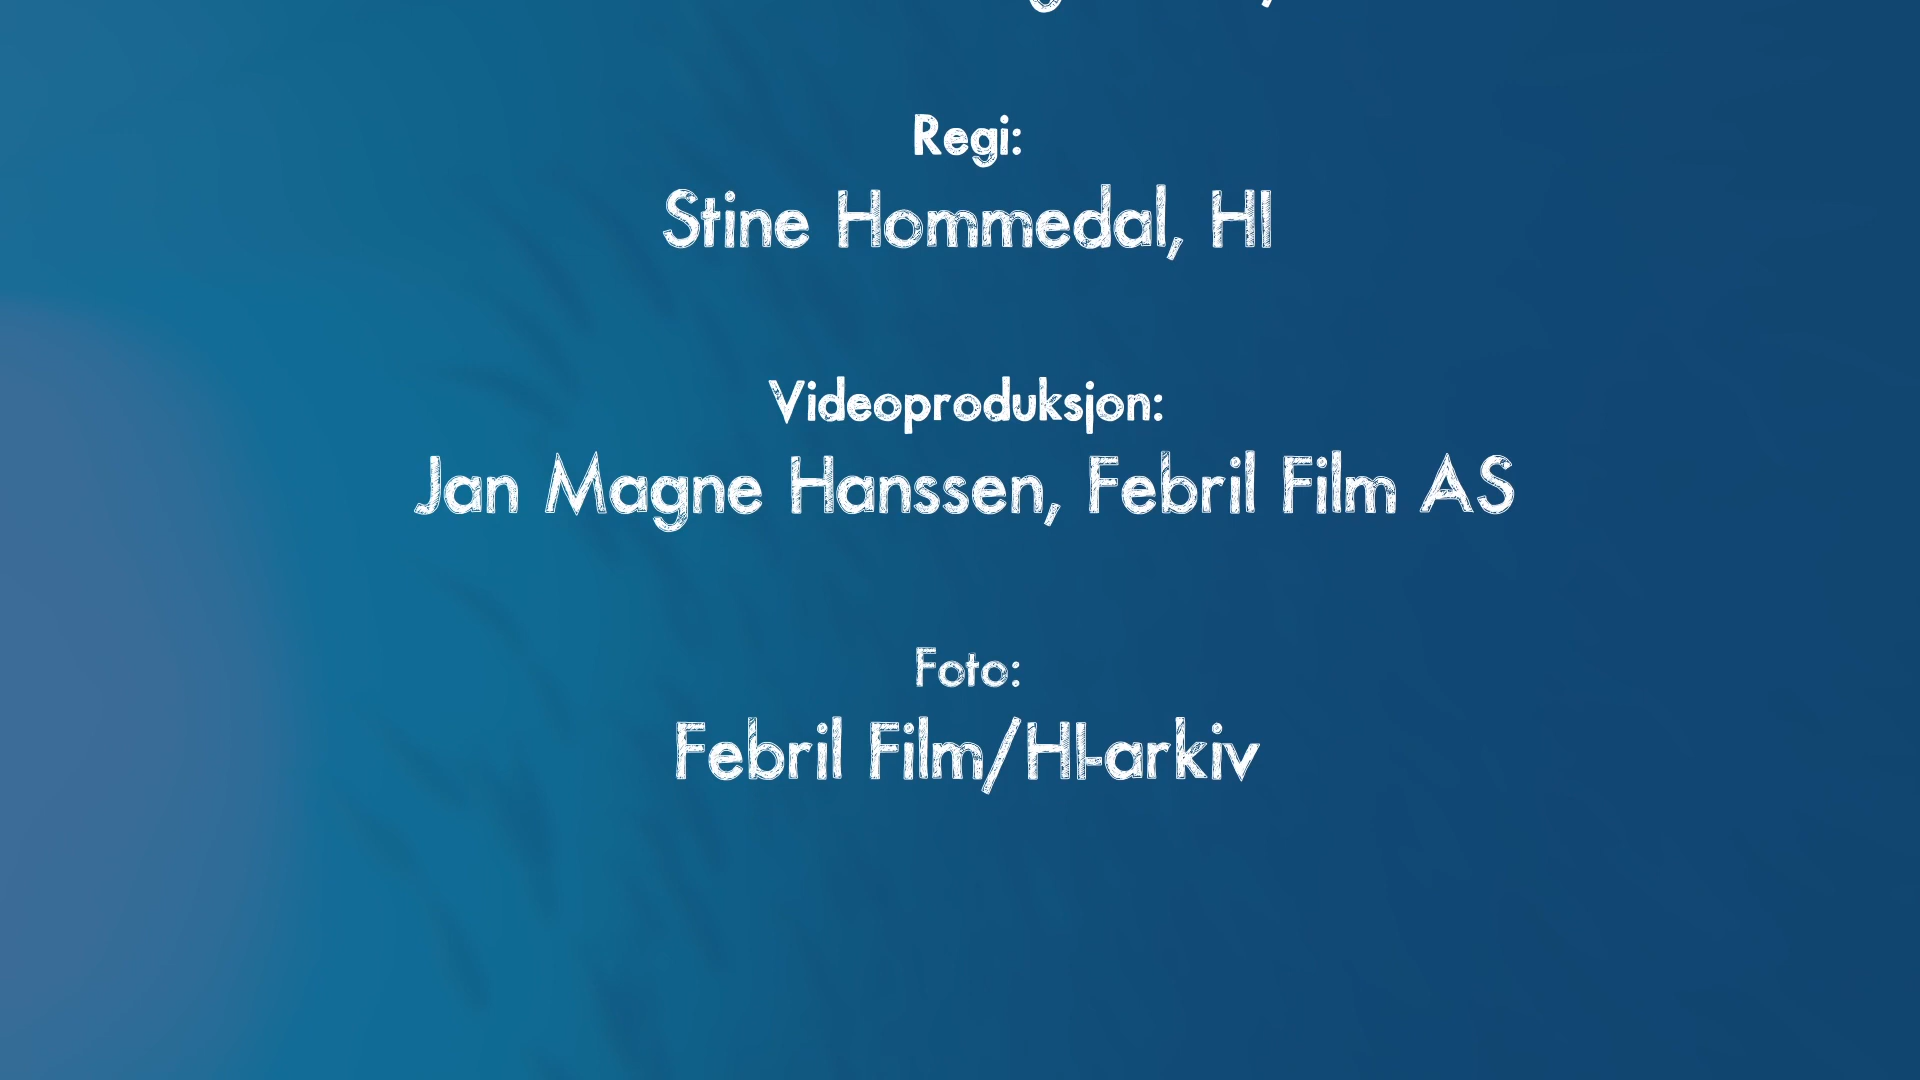 Regi:
Stine Hommedal, HI
Videoproduksjon:
Jan Magne Hanssen, Febril Film AS
Foto:
Febril Film/HI-arkiv